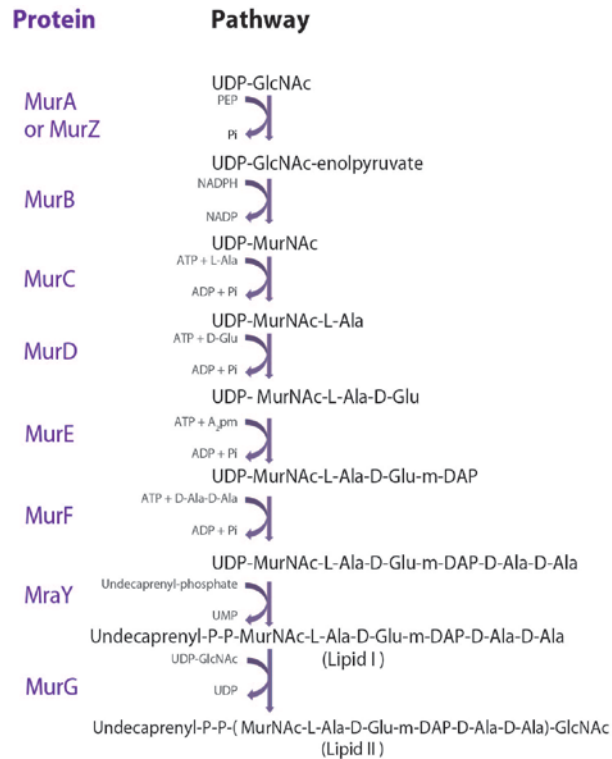 Protein Pathway
UDP-GlcNAc
MurA
or MurZ
PEP
Pi
UDP-GlcNAc-enolpyruvate
MurB
NADPH
NADP
UDP-MurNAc
MurC
ATP + L-Ala
ADP + Pi
UDP-MurNAc-L-Ala
MurD
ATP + D-Glu
ADP + Pi
UDP- MurNAc-L-Ala-D-Glu
MurE
ATP + A₂pm
ADP + Pi
UDP-MurNAc-L-Ala-D-Glu-m-DAP
MurF
ATP + D-Ala-D-Ala
ADP + Pi
UDP-MurNAc-L-Ala-D-Glu-m-DAP-D-Ala-D-Ala
MraY
Undecaprenyl-phosphate
UMP
Undecaprenyl-P-P-MurNAc-L-Ala-D-Glu-m-DAP-D-Ala-D-Ala
(Lipid I )
MurG
UDP-GlcNAc
UDP
Undecaprenyl-P-P-( MurNAc-L-Ala-D-Glu-m-DAP-D-Ala-D-Ala)-GlcNAc
(Lipid II )